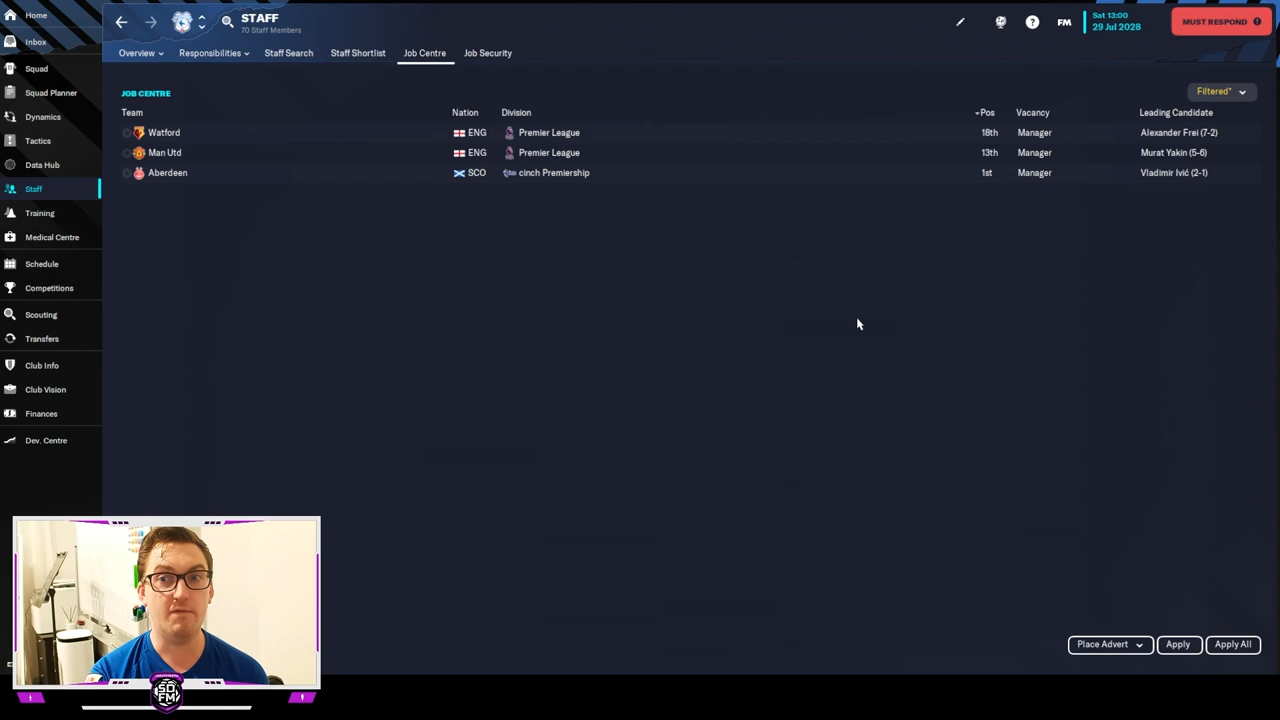 Home
Inbox
Squad
Squad Planner
Dynamics
Tactics
Data Hub
Staff
Training
Medical Centre
Schedule
Competitions
Scouting
Transfers
Club Info
Club Vision
Finances
Dev. Centre
STAFF
70 Staff Members
FM
Sat 13:00
29 Jul 2028
MUST RESPOND
Overview
Responsibilities
Staff Search
Staff Shortlist
Job Centre
Job Security
JOB CENTRE
Filtered*
Team Nation Division Pos Vacancy Leading Candidate
Watford ENG Premier League 18th Manager Alexander Frei (7-2)
Man Utd ENG Premier League 13th Manager Murat Yakin (5-6)
Aberdeen SCO cinch Premiership 1st Manager Vladimir Ivić (2-1)
Place Advert
Apply
Apply All
SD
FM